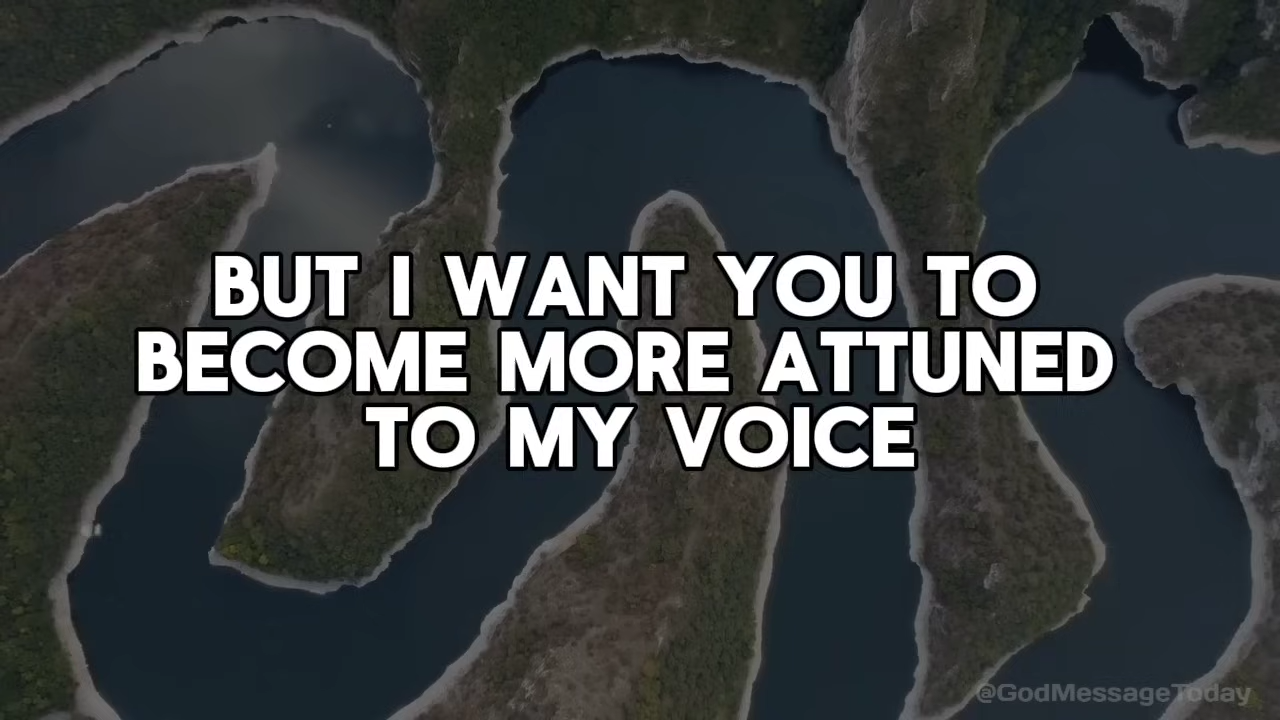 BUT I WANT YOU TO
BECOME MORE ATTUNED
TO MY VOICE
@GodMessageToday